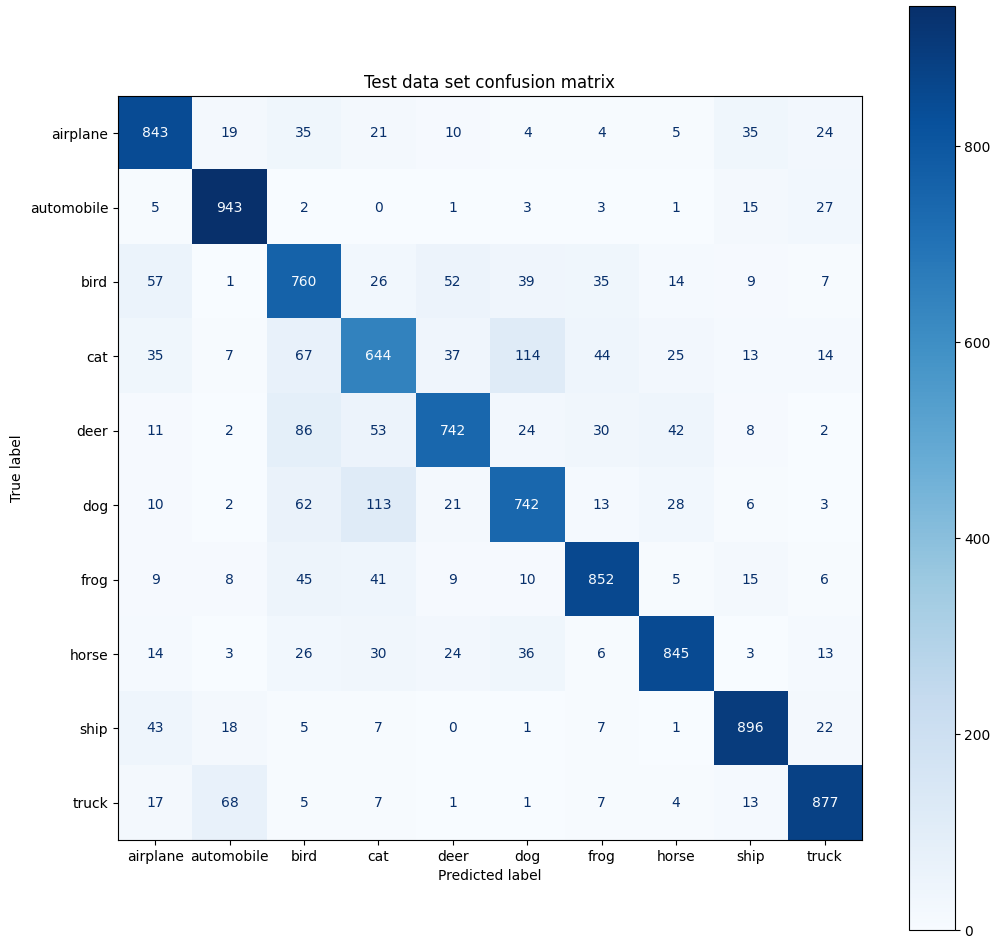 Test data set confusion matrix
airplane 843 19 35 21 10 4 4 5 35 24
automobile 5 943 2 0 1 3 3 1 15 27
bird 57 1 760 26 52 39 35 14 9 7
cat 35 7 67 644 37 114 44 25 13 14
deer 11 2 86 53 742 24 30 42 8 2
dog 10 2 62 113 21 742 13 28 6 3
frog 9 8 45 41 9 10 852 5 15 6
horse 14 3 26 30 24 36 6 845 3 13
ship 43 18 5 7 0 1 7 1 896 22
truck 17 68 5 7 1 1 7 4 13 877
airplane automobile bird cat deer dog frog horse ship truck
Predicted label
True label
800
600
400
200
0